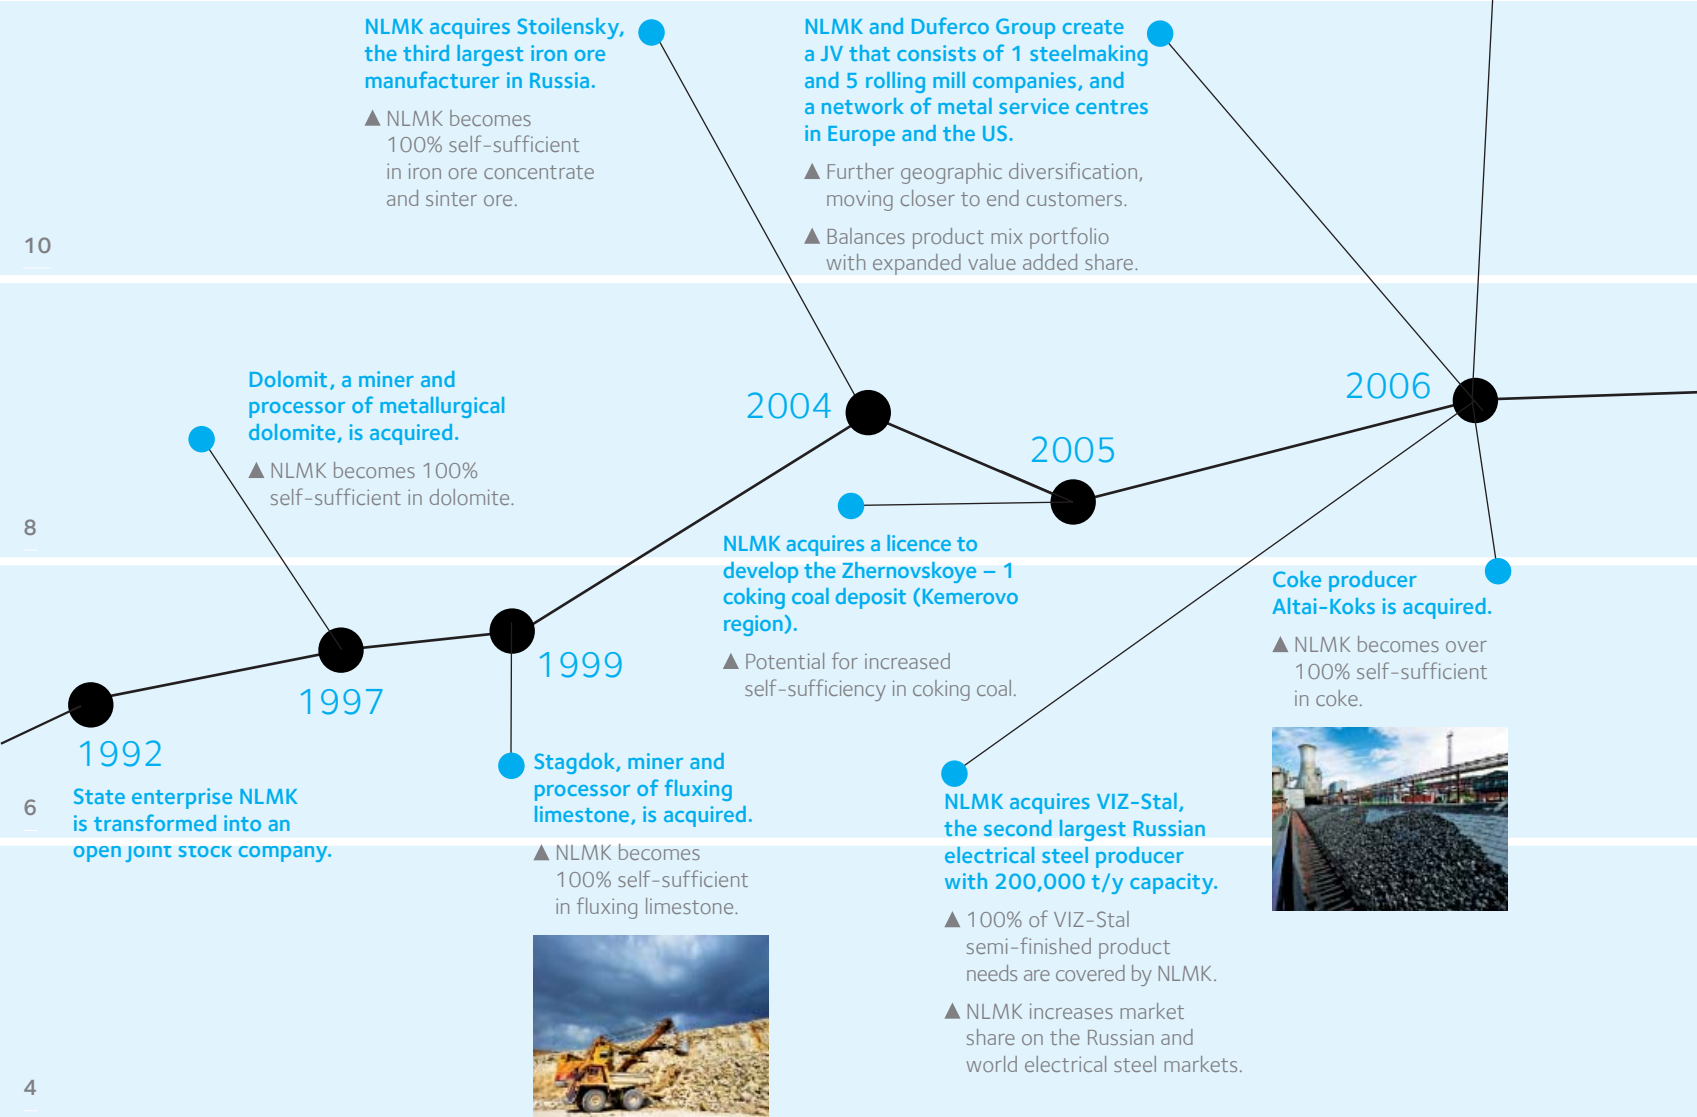 NLMK acquires Stoilensky,
the third largest iron ore
manufacturer in Russia.
▲ NLMK becomes
100% self-sufficient
in iron ore concentrate
and sinter ore.
NLMK and Duferco Group create
a JV that consists of 1 steelmaking
and 5 rolling mill companies, and
a network of metal service centres
in Europe and the US.
▲ Further geographic diversification,
moving closer to end customers.
▲ Balances product mix portfolio
with expanded value added share.
10
Dolomit, a miner and
processor of metallurgical
dolomite, is acquired.
▲ NLMK becomes 100%
self-sufficient in dolomite.
2004
2005
2006
8
NLMK acquires a licence to
develop the Zhernovskoye – 1
coking coal deposit (Kemerovo
region).
▲ Potential for increased
self-sufficiency in coking coal.
Coke producer
Altai-Koks is acquired.
▲ NLMK becomes over
100% self-sufficient
in coke.
1999
1997
1992
State enterprise NLMK
is transformed into an
open joint stock company.
6
Stagdok, miner and
processor of fluxing
limestone, is acquired.
▲ NLMK becomes
100% self-sufficient
in fluxing limestone.
NLMK acquires VIZ-Stal,
the second largest Russian
electrical steel producer
with 200,000 t/y capacity.
▲ 100% of VIZ-Stal
semi-finished product
needs are covered by NLMK.
▲ NLMK increases market
share on the Russian and
world electrical steel markets.
4